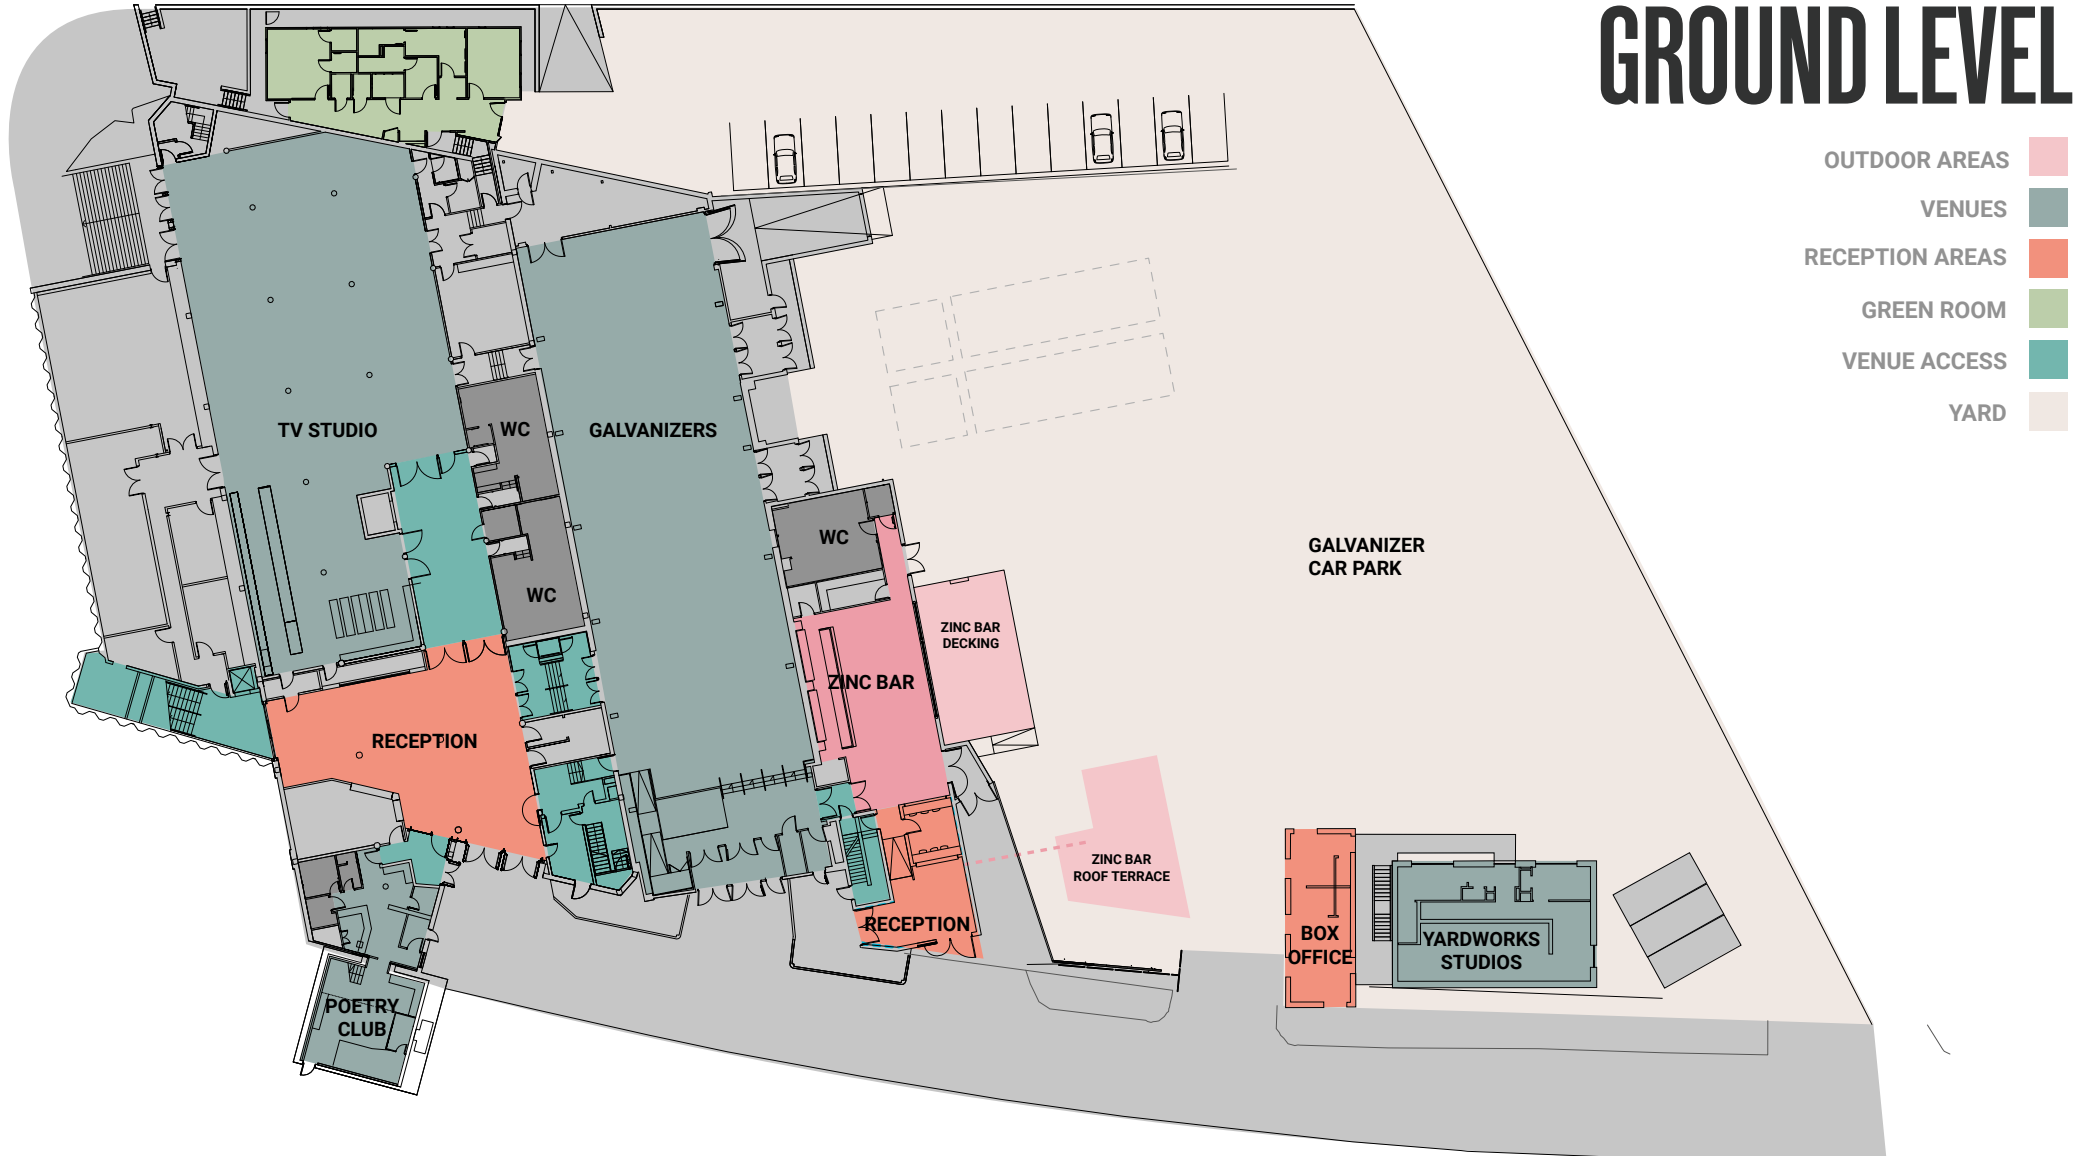 GROUND LEVEL
OUTDOOR AREAS
VENUES
RECEPTION AREAS
GREEN ROOM
VENUE ACCESS
YARD
TV STUDIO
WC
GALVANIZERS
WC
WC
GALVANIZER
CAR PARK
ZINC BAR
DECKING
ZINC BAR
RECEPTION
ZINC BAR
ROOF TERRACE
RECEPTION
BOX
OFFICE
YARDWORKS
STUDIOS
POETRY
CLUB